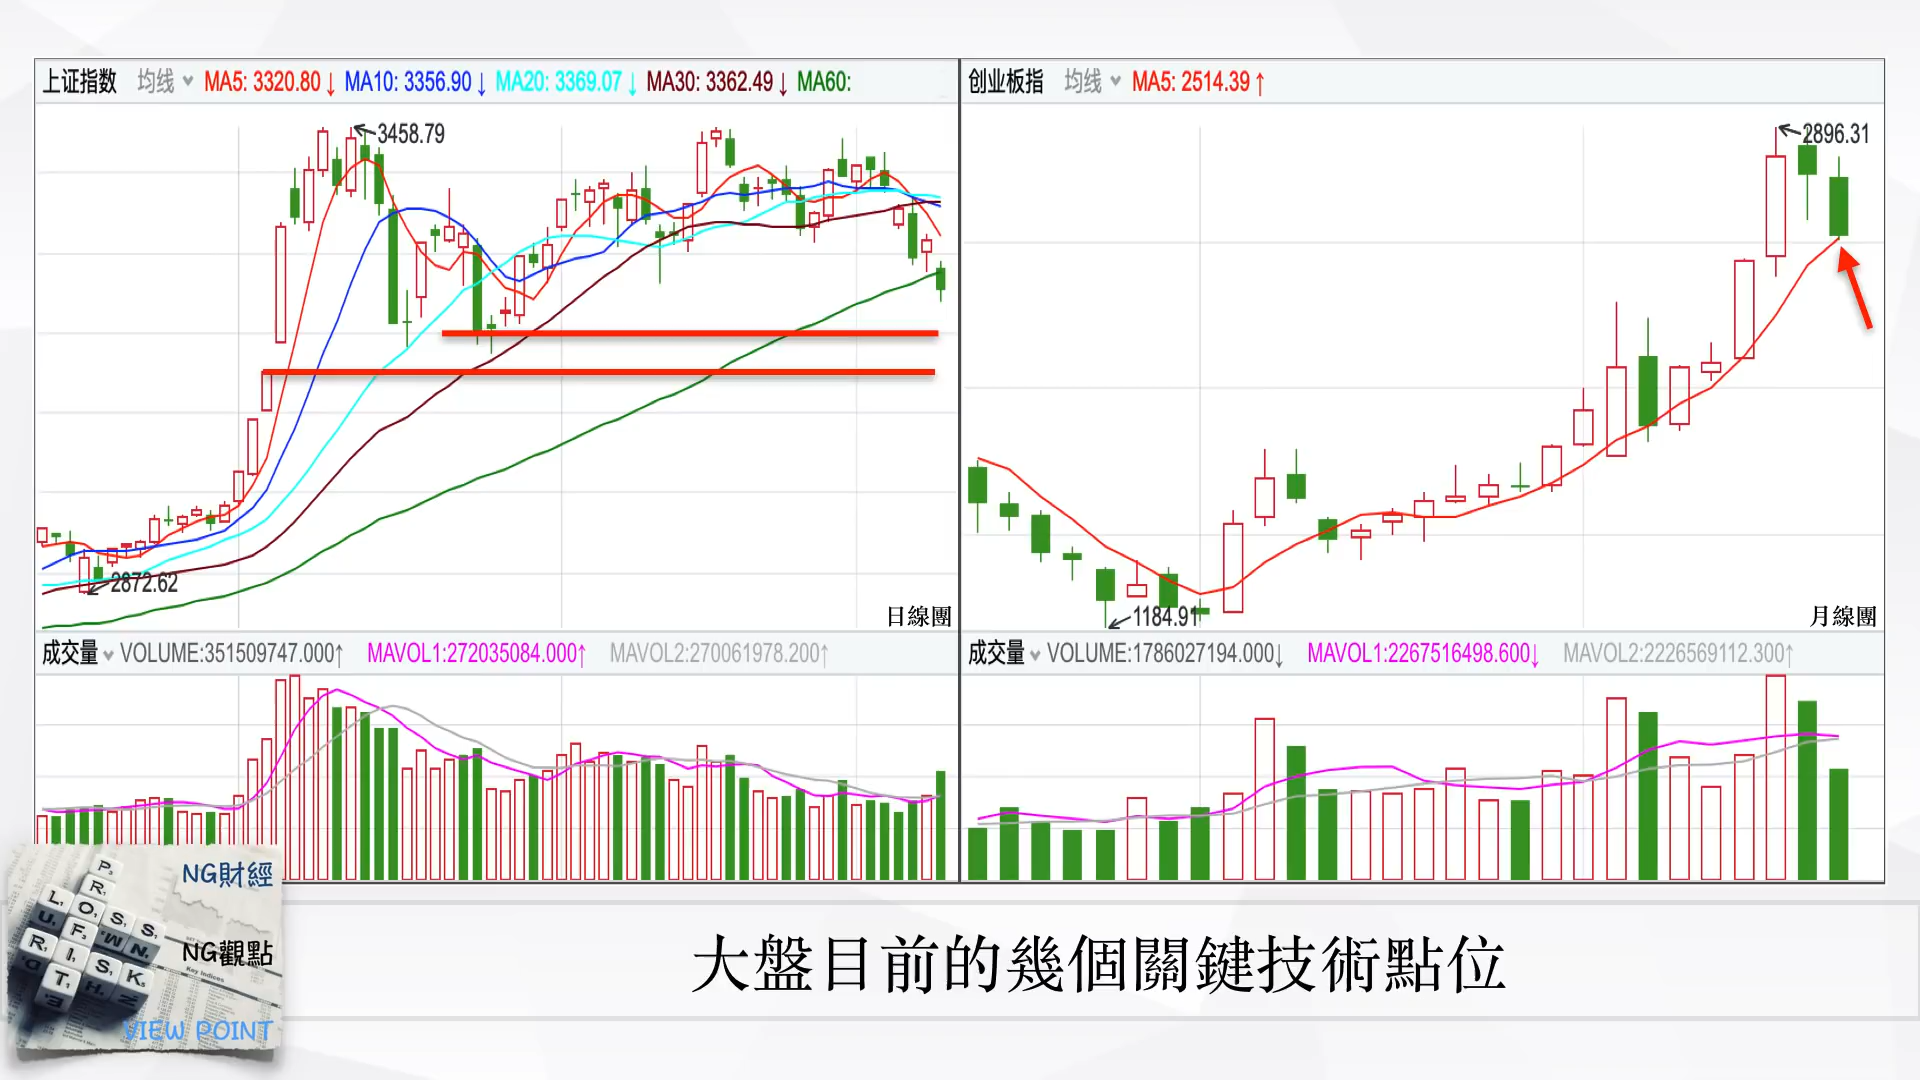 上证指数 均线 MA5: 3320.80↓ MA10: 3356.90↓ MA20: 3369.07↓ MA30: 3362.49↓ MA60:
3458.79
2872.62
日線圖
成交量 VOLUME:351509747.000↑ MAVOL1:272035084.000↑ MAVOL2:270061978.200↑
创业板指 均线 MA5: 2514.39↑
2896.31
1184.91
月線圖
成交量 VOLUME:1786027194.000↓ MAVOL1:2267516498.600↓ MAVOL2:2226569112.300↑
NG財經
NG觀點
Key Indices
VIEW POINT
大盤目前的幾個關鍵技術點位